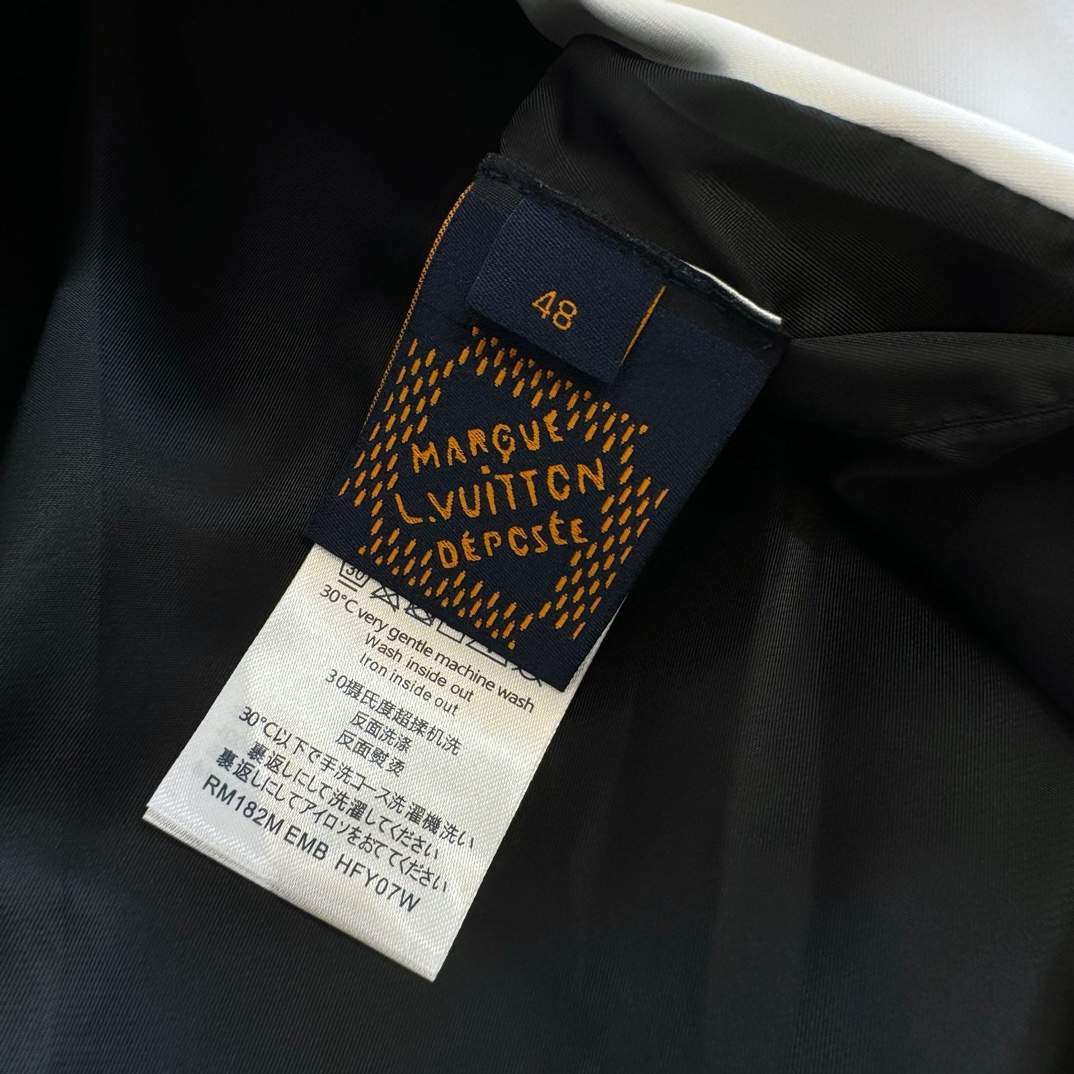 48
MARQUE
L.VUiTTON
DÉPOSÉE
30
30°C very gentle machine wash
Wash inside out
Iron inside out
30摄氏度超揉机洗
反面洗涤
反面熨烫
30°C以下で手洗コース洗濯機洗い
裏返しにして洗濯してください
裏返しにしてアイロンをおててください
RM182M EMB HFY07W